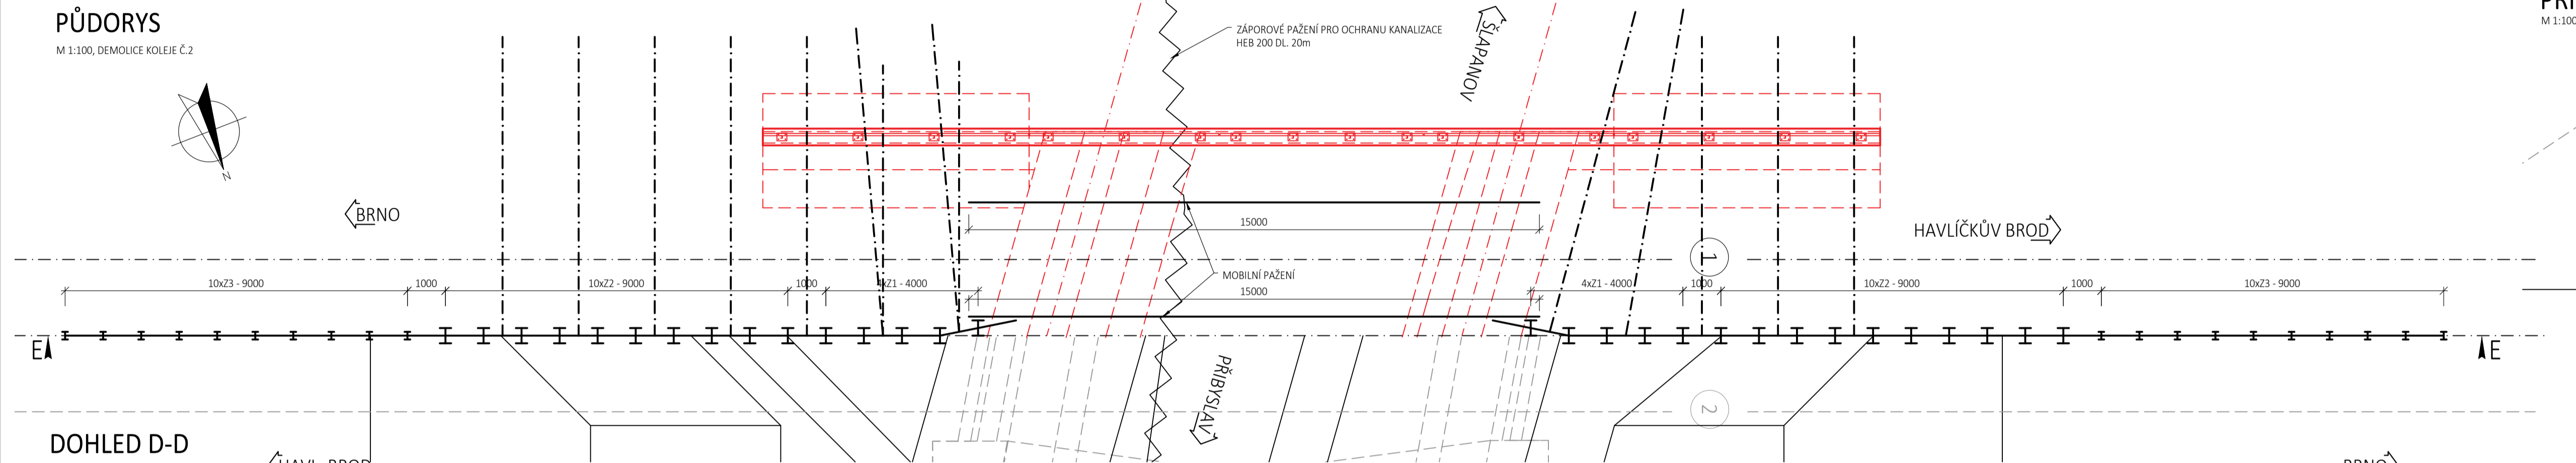 PŮDORYS
M 1:100, DEMOLICE KOLEJE Č.2
ZÁPOROVÉ PAŽENÍ PRO OCHRANU KANALIZACE
HEB 200 DL. 20m
ŠLAPANOV
M 1:100
N
BRNO
HAVLÍČKŮV BROD
15000
1
MOBILNÍ PAŽENÍ
10xZ3 - 9000
1000
10xZ2 - 9000
1000
4xZ1 - 4000
15000
4xZ1 - 4000
1000
10xZ2 - 9000
1000
10xZ3 - 9000
E
E
PŘIBYSLAV
2
DOHLED D-D